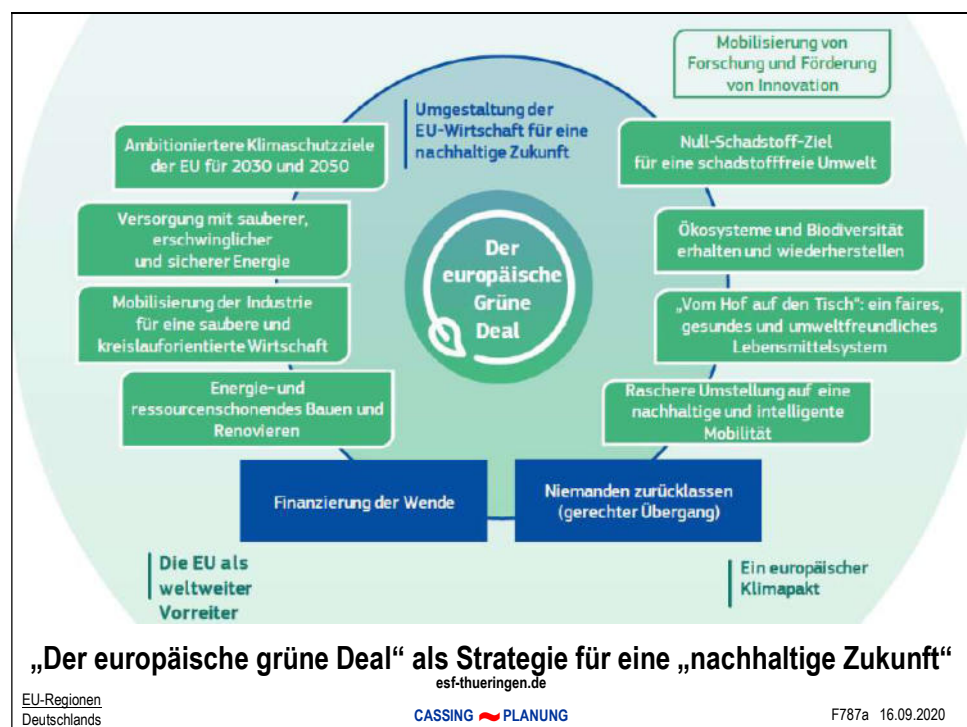 Mobilisierung von
Forschung und Förderung
von Innovation
Umgestaltung der
EU-Wirtschaft für eine
nachhaltige Zukunft
Ambitioniertere Klimaschutzziele
der EU für 2030 und 2050
Null-Schadstoff-Ziel
für eine schadstofffreie Umwelt
Versorgung mit sauberer,
erschwinglicher
und sicherer Energie
Ökosysteme und Biodiversität
erhalten und wiederherstellen
Der
europäische
Grüne
Deal
Mobilisierung der Industrie
für eine saubere und
kreislauforientierte Wirtschaft
„Vom Hof auf den Tisch“: ein faires,
gesundes und umweltfreundliches
Lebensmittelsystem
Energie- und
ressourcenschonendes Bauen und
Renovieren
Raschere Umstellung auf eine
nachhaltige und intelligente
Mobilität
Finanzierung der Wende
Niemanden zurücklassen
(gerechter Übergang)
Die EU als
weltweiter
Vorreiter
Ein europäischer
Klimapakt
„Der europäische grüne Deal“ als Strategie für eine „nachhaltige Zukunft“
esf-thueringen.de
EU-Regionen
Deutschlands
CASSING PLANUNG
F787a 16.09.2020